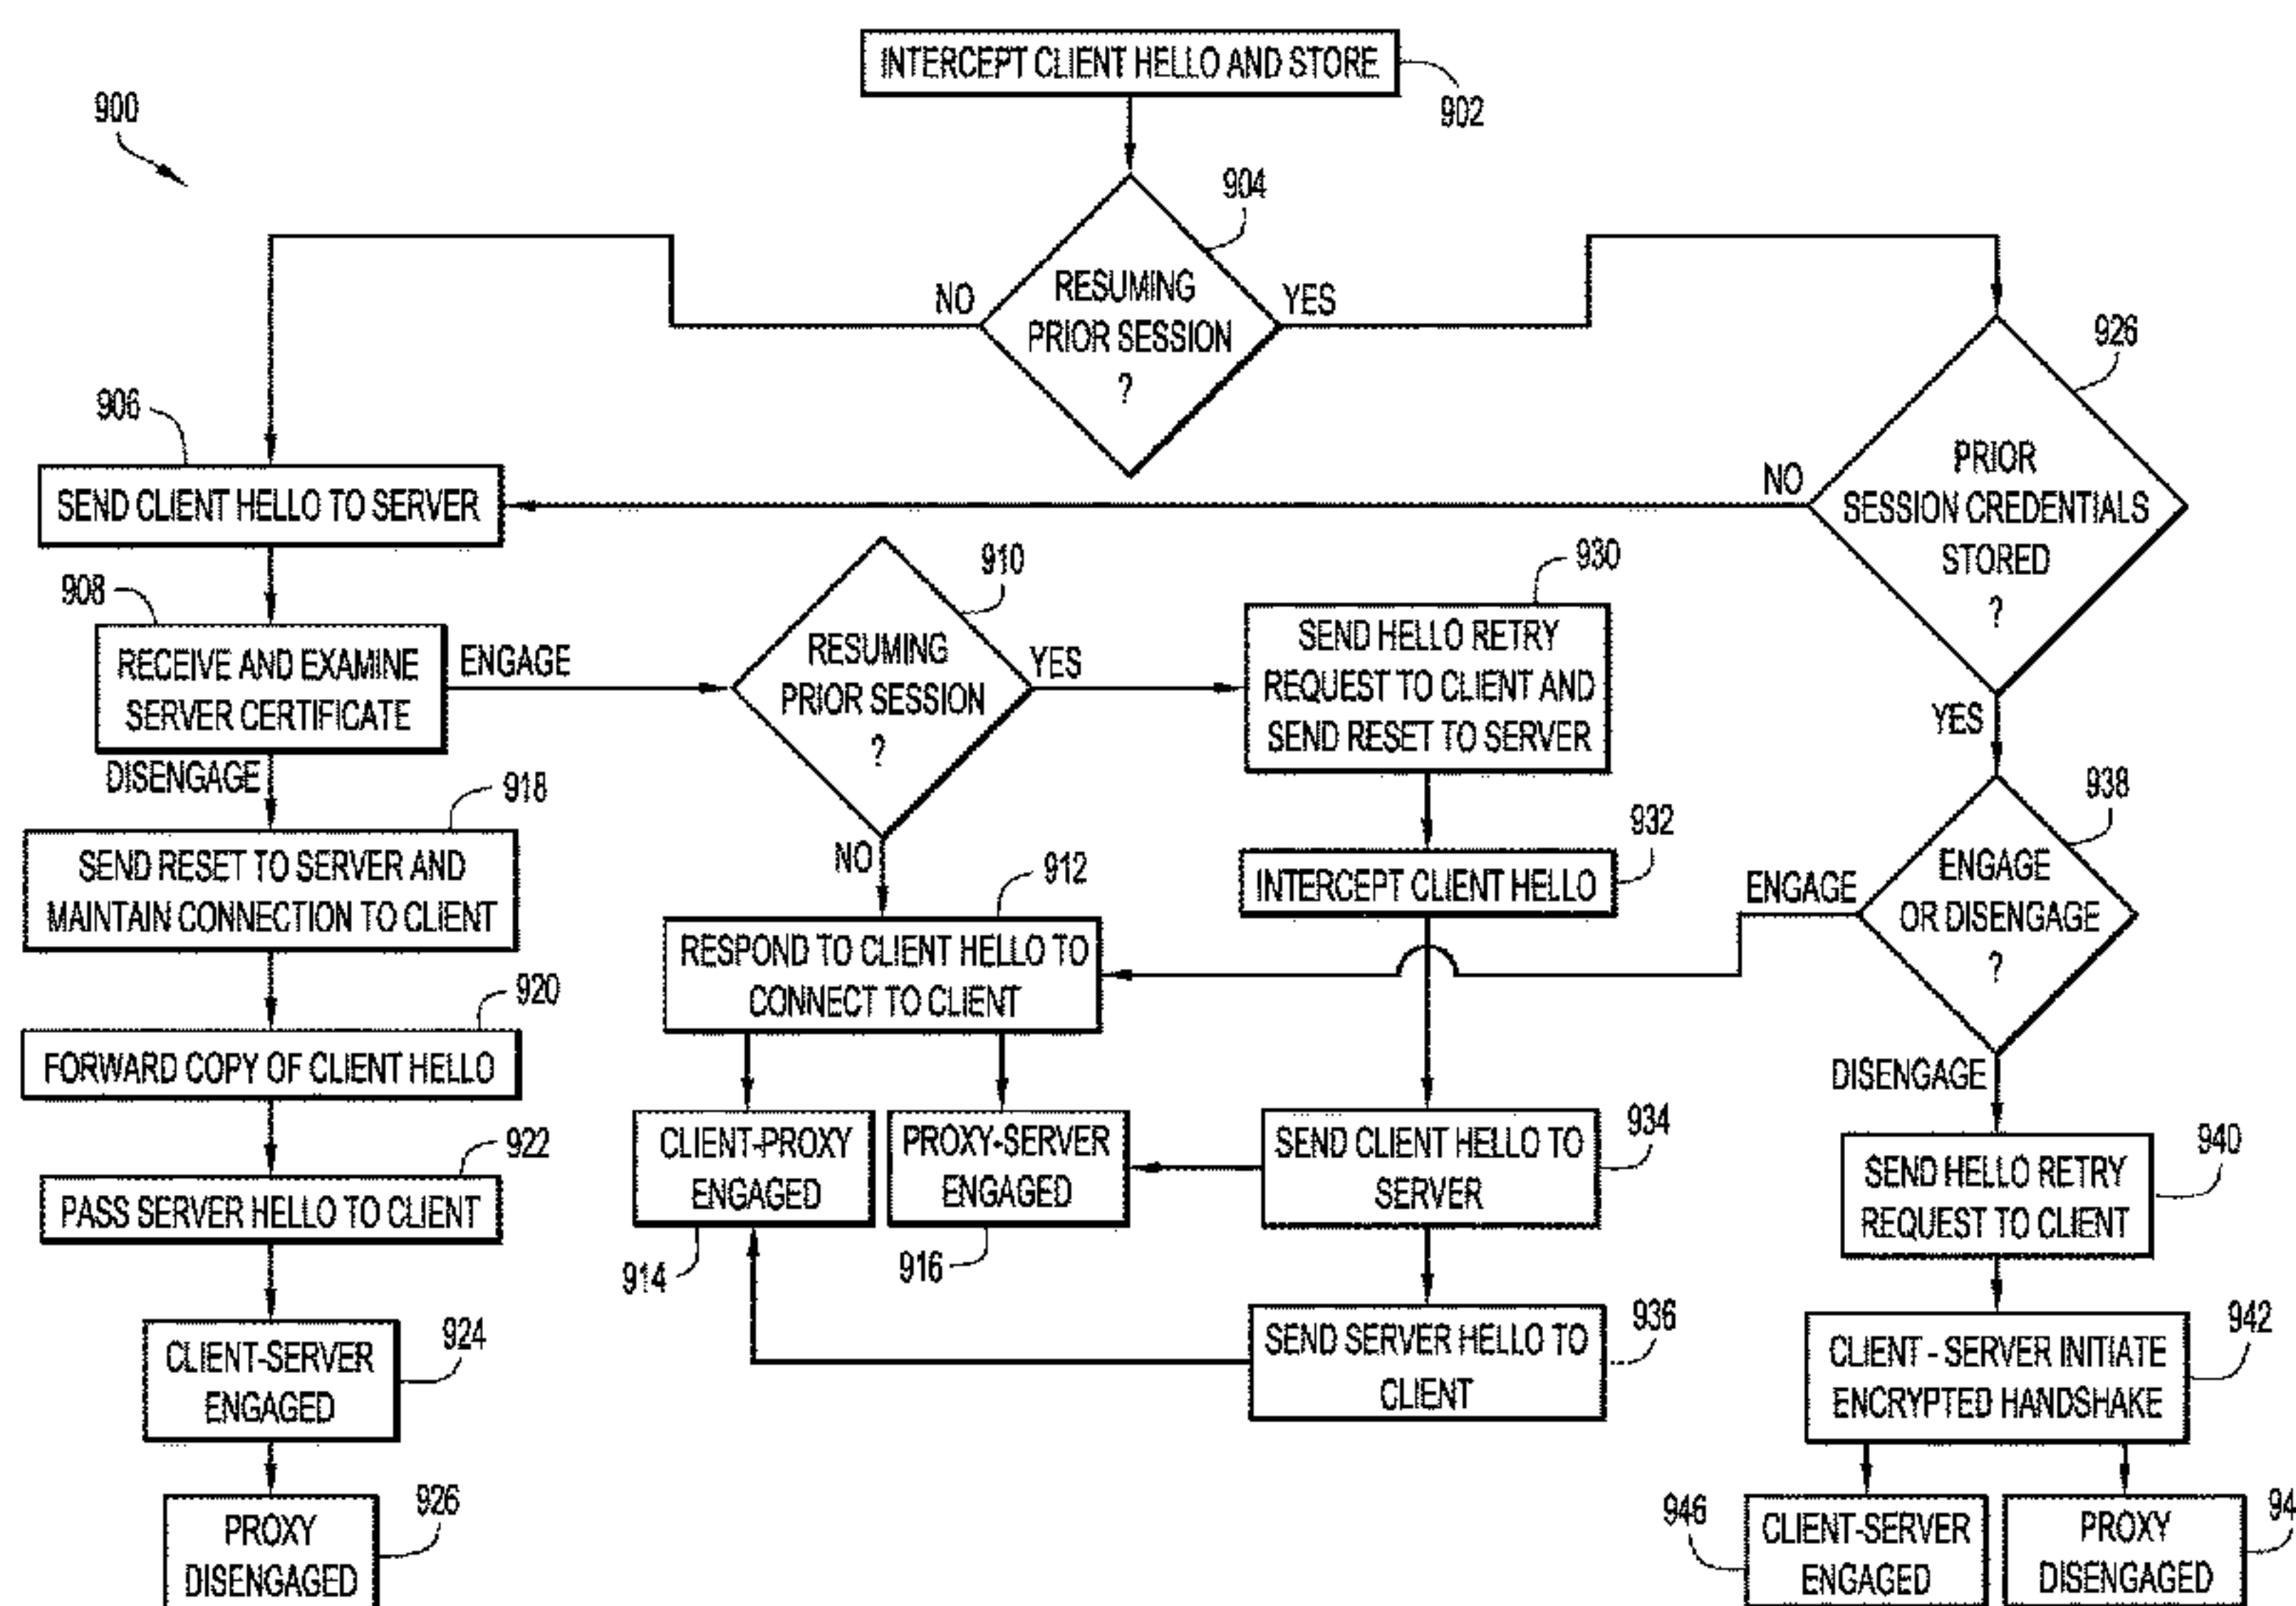 INTERCEPT CLIENT HELLO AND STORE
902
900
904
RESUMING
PRIOR SESSION
?
NO
YES
926
PRIOR
SESSION CREDENTIALS
STORED
?
NO
YES
906
SEND CLIENT HELLO TO SERVER
908
RECEIVE AND EXAMINE
SERVER CERTIFICATE
ENGAGE
DISENGAGE
910
RESUMING
PRIOR SESSION
?
YES
NO
930
SEND HELLO RETRY
REQUEST TO CLIENT AND
SEND RESET TO SERVER
938
ENGAGE
OR DISENGAGE
?
ENGAGE
DISENGAGE
918
SEND RESET TO SERVER AND
MAINTAIN CONNECTION TO CLIENT
932
INTERCEPT CLIENT HELLO
912
RESPOND TO CLIENT HELLO TO
CONNECT TO CLIENT
920
FORWARD COPY OF CLIENT HELLO
922
PASS SERVER HELLO TO CLIENT
CLIENT-PROXY
ENGAGED
914
PROXY-SERVER
ENGAGED
916
SEND CLIENT HELLO TO
SERVER
934
SEND HELLO RETRY
REQUEST TO CLIENT
940
CLIENT-SERVER
ENGAGED
924
SEND SERVER HELLO TO
CLIENT
936
CLIENT - SERVER INITIATE
ENCRYPTED HANDSHAKE
942
PROXY
DISENGAGED
926
946
CLIENT-SERVER
ENGAGED
PROXY
DISENGAGED